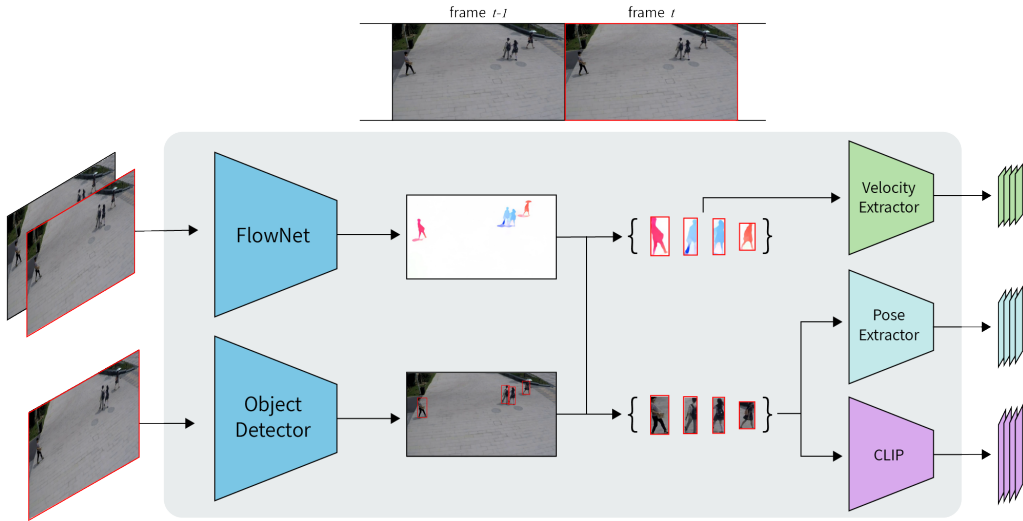 frame t-1
frame t
FlowNet
Velocity
Extractor
{ }
Pose
Extractor
Object
Detector
{ }
CLIP